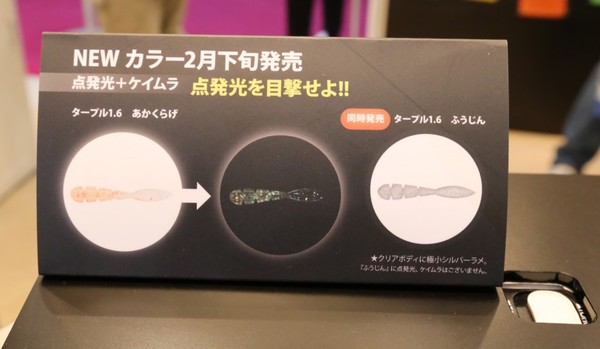 NEW カラー2月下旬発売
点発光＋ケイムラ 点発光を目撃せよ!!
ターブル1.6 あかくらげ
同時発売 ターブル1.6 ふうじん
★クリアボディに極小シルバーラメ。
『ふうじん』に点発光、ケイムラはございません。